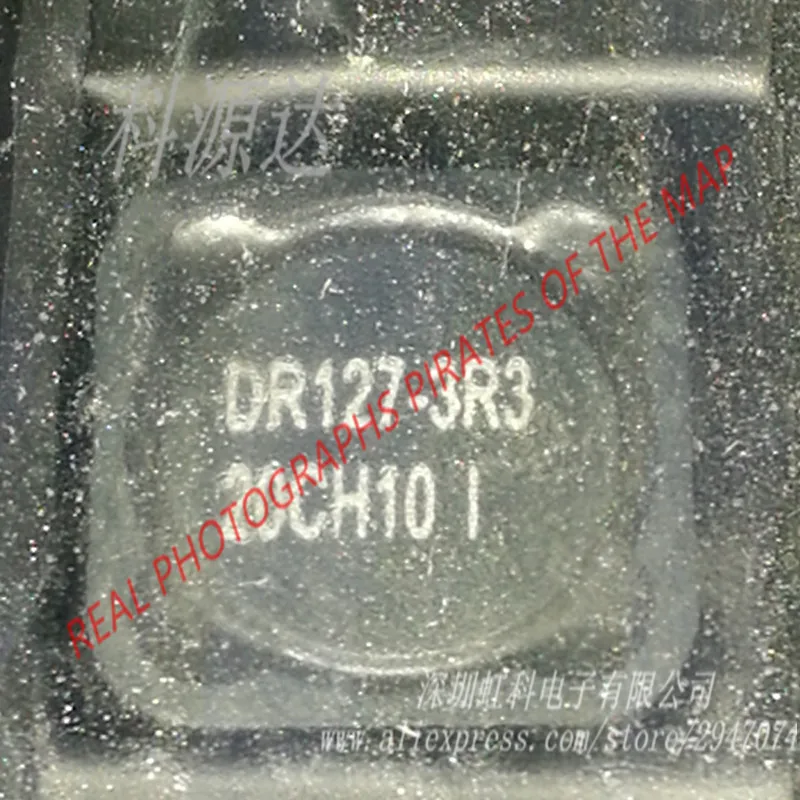 科源达
REAL PHOTOGRAPHS PIRATES OF THE MAP
DR127-3R3
I
深圳虹科电子有限公司
www.aliexpress.com/store/2947074